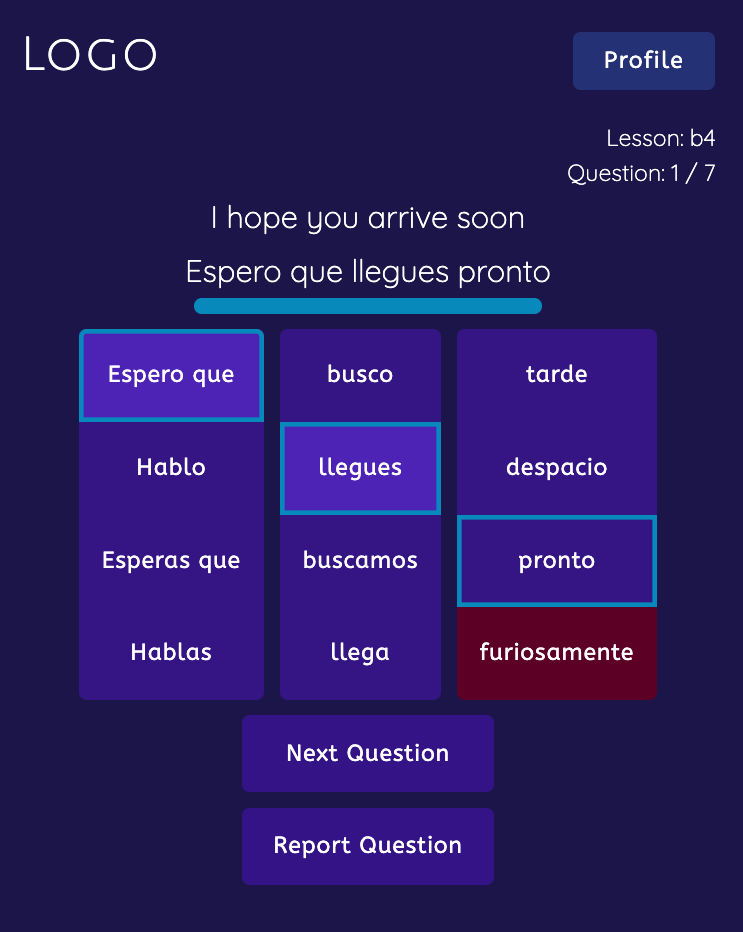 LOGO
Profile
Lesson: b4
Question: 1 / 7
I hope you arrive soon
Espero que llegues pronto
Espero que busco tarde
Hablo llegues despacio
Esperas que buscamos pronto
Hablas llega furiosamente
Next Question
Report Question